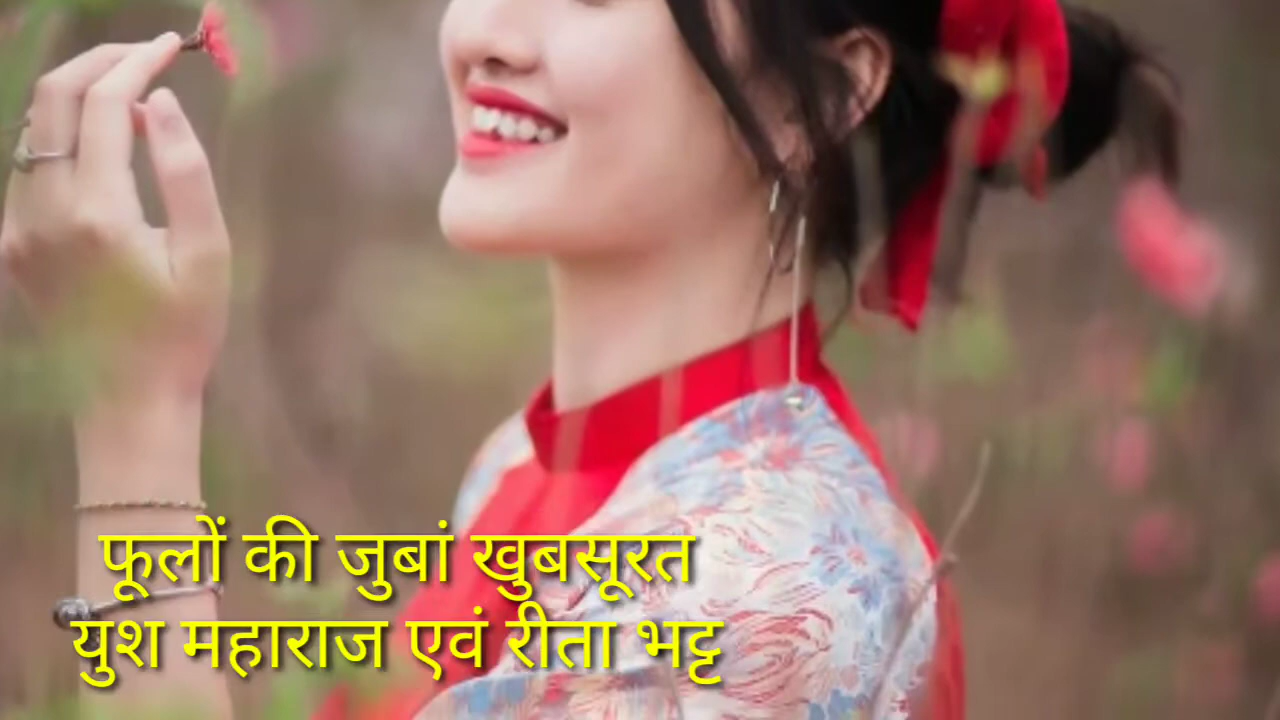 फूलों की जुबां खुबसूरत
युश महाराज एवं रीता भट्ट